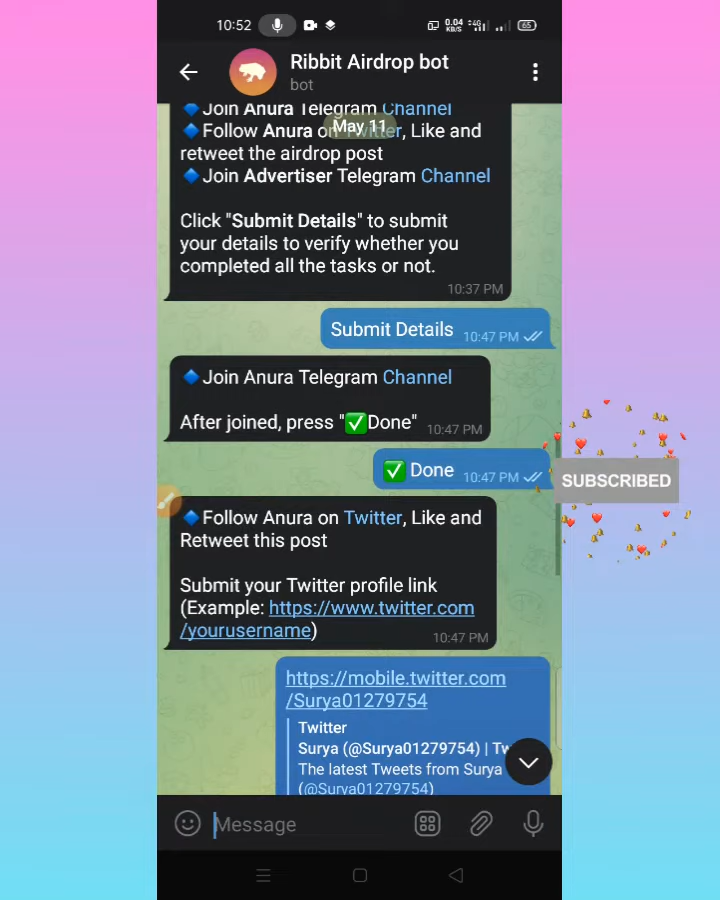 10:52
0.04
KB/S
4G
65
Ribbit Airdrop bot
bot
🔷Join Anura Telegram Channel
May 11
🔷Follow Anura on Twitter, Like and
retweet the airdrop post
🔷Join Advertiser Telegram Channel
Click "Submit Details" to submit
your details to verify whether you
completed all the tasks or not.
10:37 PM
Submit Details
10:47 PM
🔷Join Anura Telegram Channel
After joined, press "✅Done"
10:47 PM
✅ Done
10:47 PM
SUBSCRIBED
🔷Follow Anura on Twitter, Like and
Retweet this post
Submit your Twitter profile link
(Example: https://www.twitter.com
/yourusername)
10:47 PM
https://mobile.twitter.com
/Surya01279754
Twitter
Surya (@Surya01279754) | Tw
The latest Tweets from Surya
(@Surya01279754)
Message